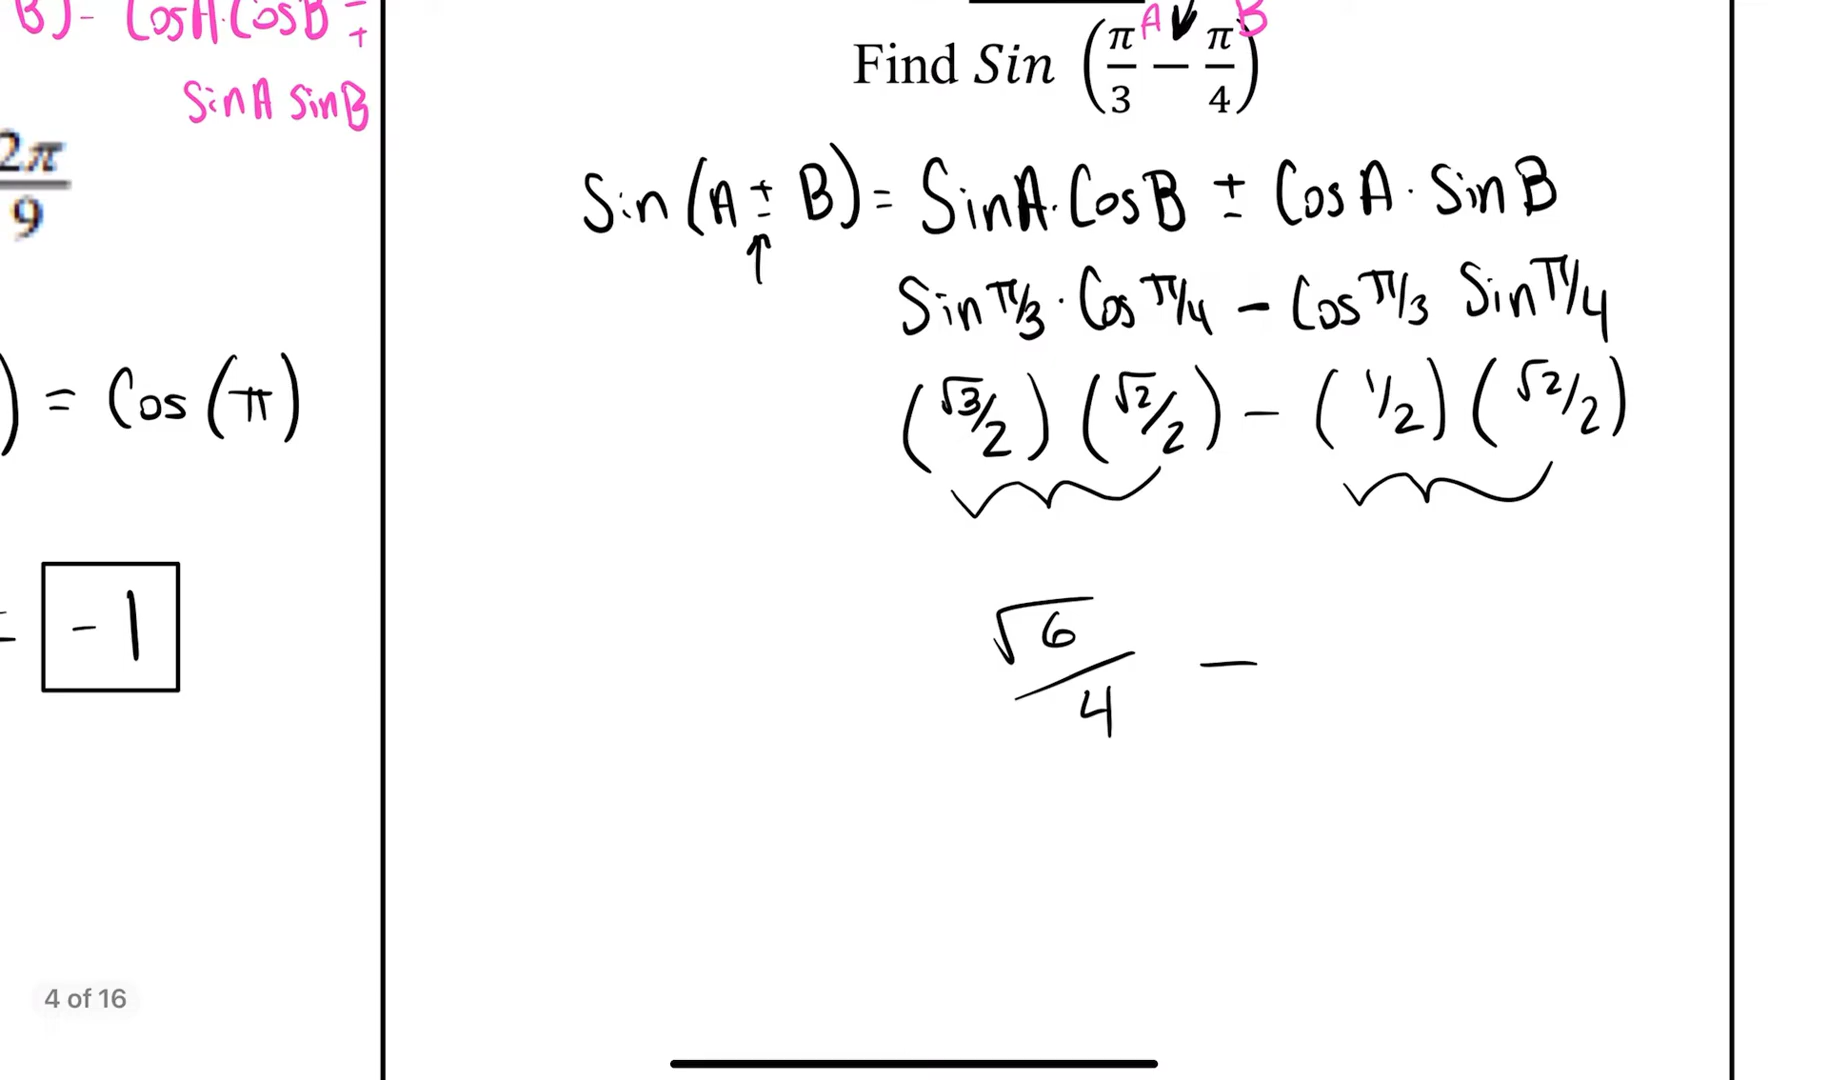 B) = CosA·CosB ∓
SinA SinB
2π/9
) = Cos(π)
= -1
Find Sin (π/3 − π/4)
A B
Sin(A ± B) = SinA·CosB ± CosA·SinB
↑
Sin π/3 · Cos π/4 − Cos π/3 Sin π/4
(√3/2)(√2/2) − (1/2)(√2/2)
√6/4 −
4 of 16